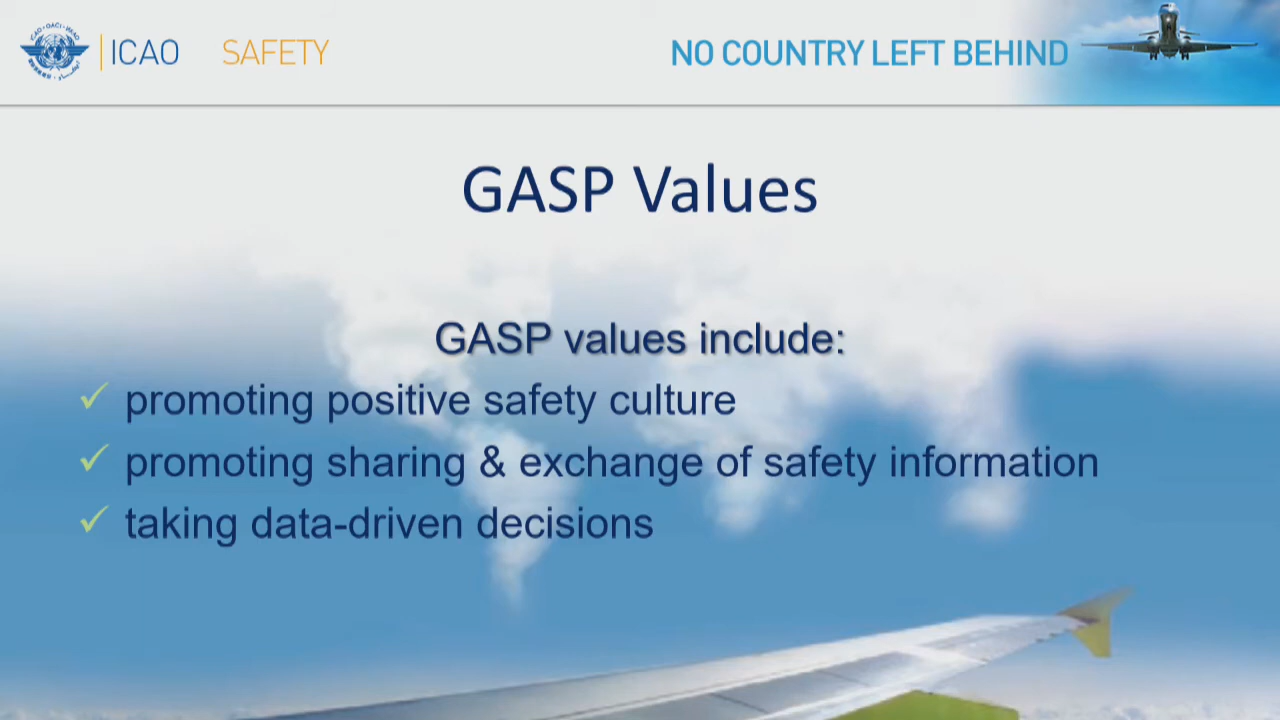 ICAO SAFETY
NO COUNTRY LEFT BEHIND
GASP Values
GASP values include:
✓ promoting positive safety culture
✓ promoting sharing & exchange of safety information
✓ taking data-driven decisions